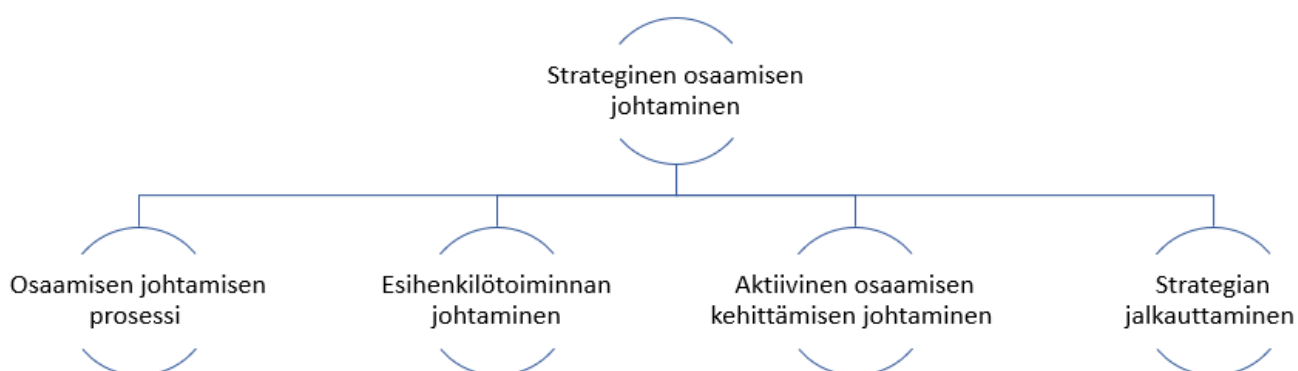 Strateginen osaamisen
johtaminen
Osaamisen johtamisen
prosessi
Esihenkilötoiminnan
johtaminen
Aktiivinen osaamisen
kehittämisen johtaminen
Strategian
jalkauttaminen